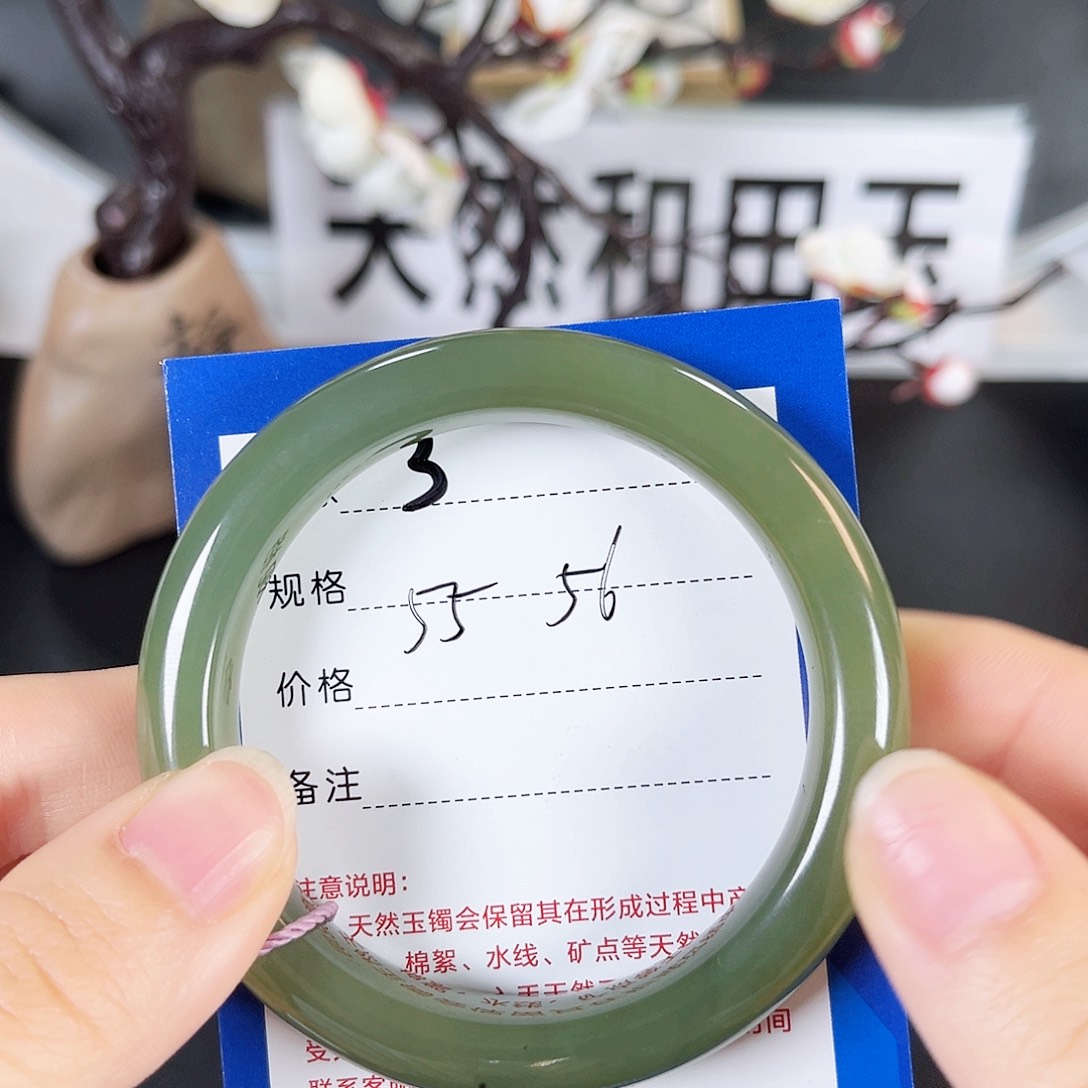 天然和田玉
3
规格 55 56
价格
备注
注意说明：
天然玉镯会保留其在形成过程中产
棉絮、水线、矿点等天然